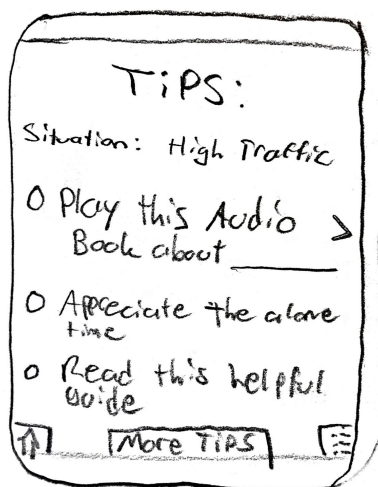 TiPS:
Situation: High Traffic
O Play this Audio >
Book about ______
O Appreciate the alone
time
O Read this helpful
guide
More TiPS